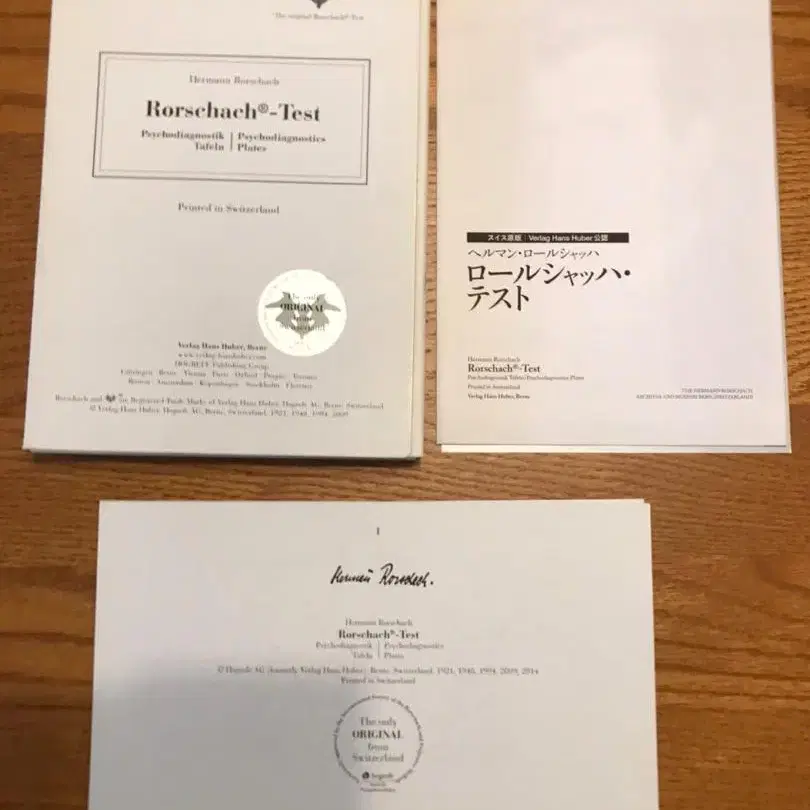 "The original Rorschach®-Test
Hermann Rorschach
Rorschach®-Test
Psychodiagnostik | Psychodiagnostics
Tafeln | Plates
Printed in Switzerland
The only
ORIGINAL
from
Switzerland
Verlag Hans Huber, Berne
www.verlag-hanshuber.com
HOGREFE Publishing Group
Göttingen · Berne · Vienna · Paris · Oxford · Prague · Toronto
Boston · Amsterdam · Kopenhagen · Stockholm · Florence
Rorschach and are Registered Trade Marks of Verlag Hans Huber, Hogrefe AG, Berne, Switzerland
© Verlag Hans Huber, Hogrefe AG, Berne, Switzerland, 1921, 1948, 1994, 2009
スイス原版 | Verlag Hans Huber 公認
ヘルマン・ロールシャッハ
ロールシャッハ・
テスト
Hermann Rorschach
Rorschach®-Test
Psychodiagnostik Tafeln/Psychodiagnostics Plates
Printed in Switzerland
Verlag Hans Huber, Berne
THE HERMANN RORSCHACH
ARCHIVES AND MUSEUM BERN (SWITZERLAND)
I
Hermann Rorschach.
Hermann Rorschach
Rorschach®-Test
Psychodiagnostik | Psychodiagnostics
Tafeln | Plates
© Hogrefe AG (formerly Verlag Hans Huber), Berne, Switzerland, 1921, 1948, 1994, 2009, 2014
Printed in Switzerland
The only
ORIGINAL
from
Switzerland
hogrefe